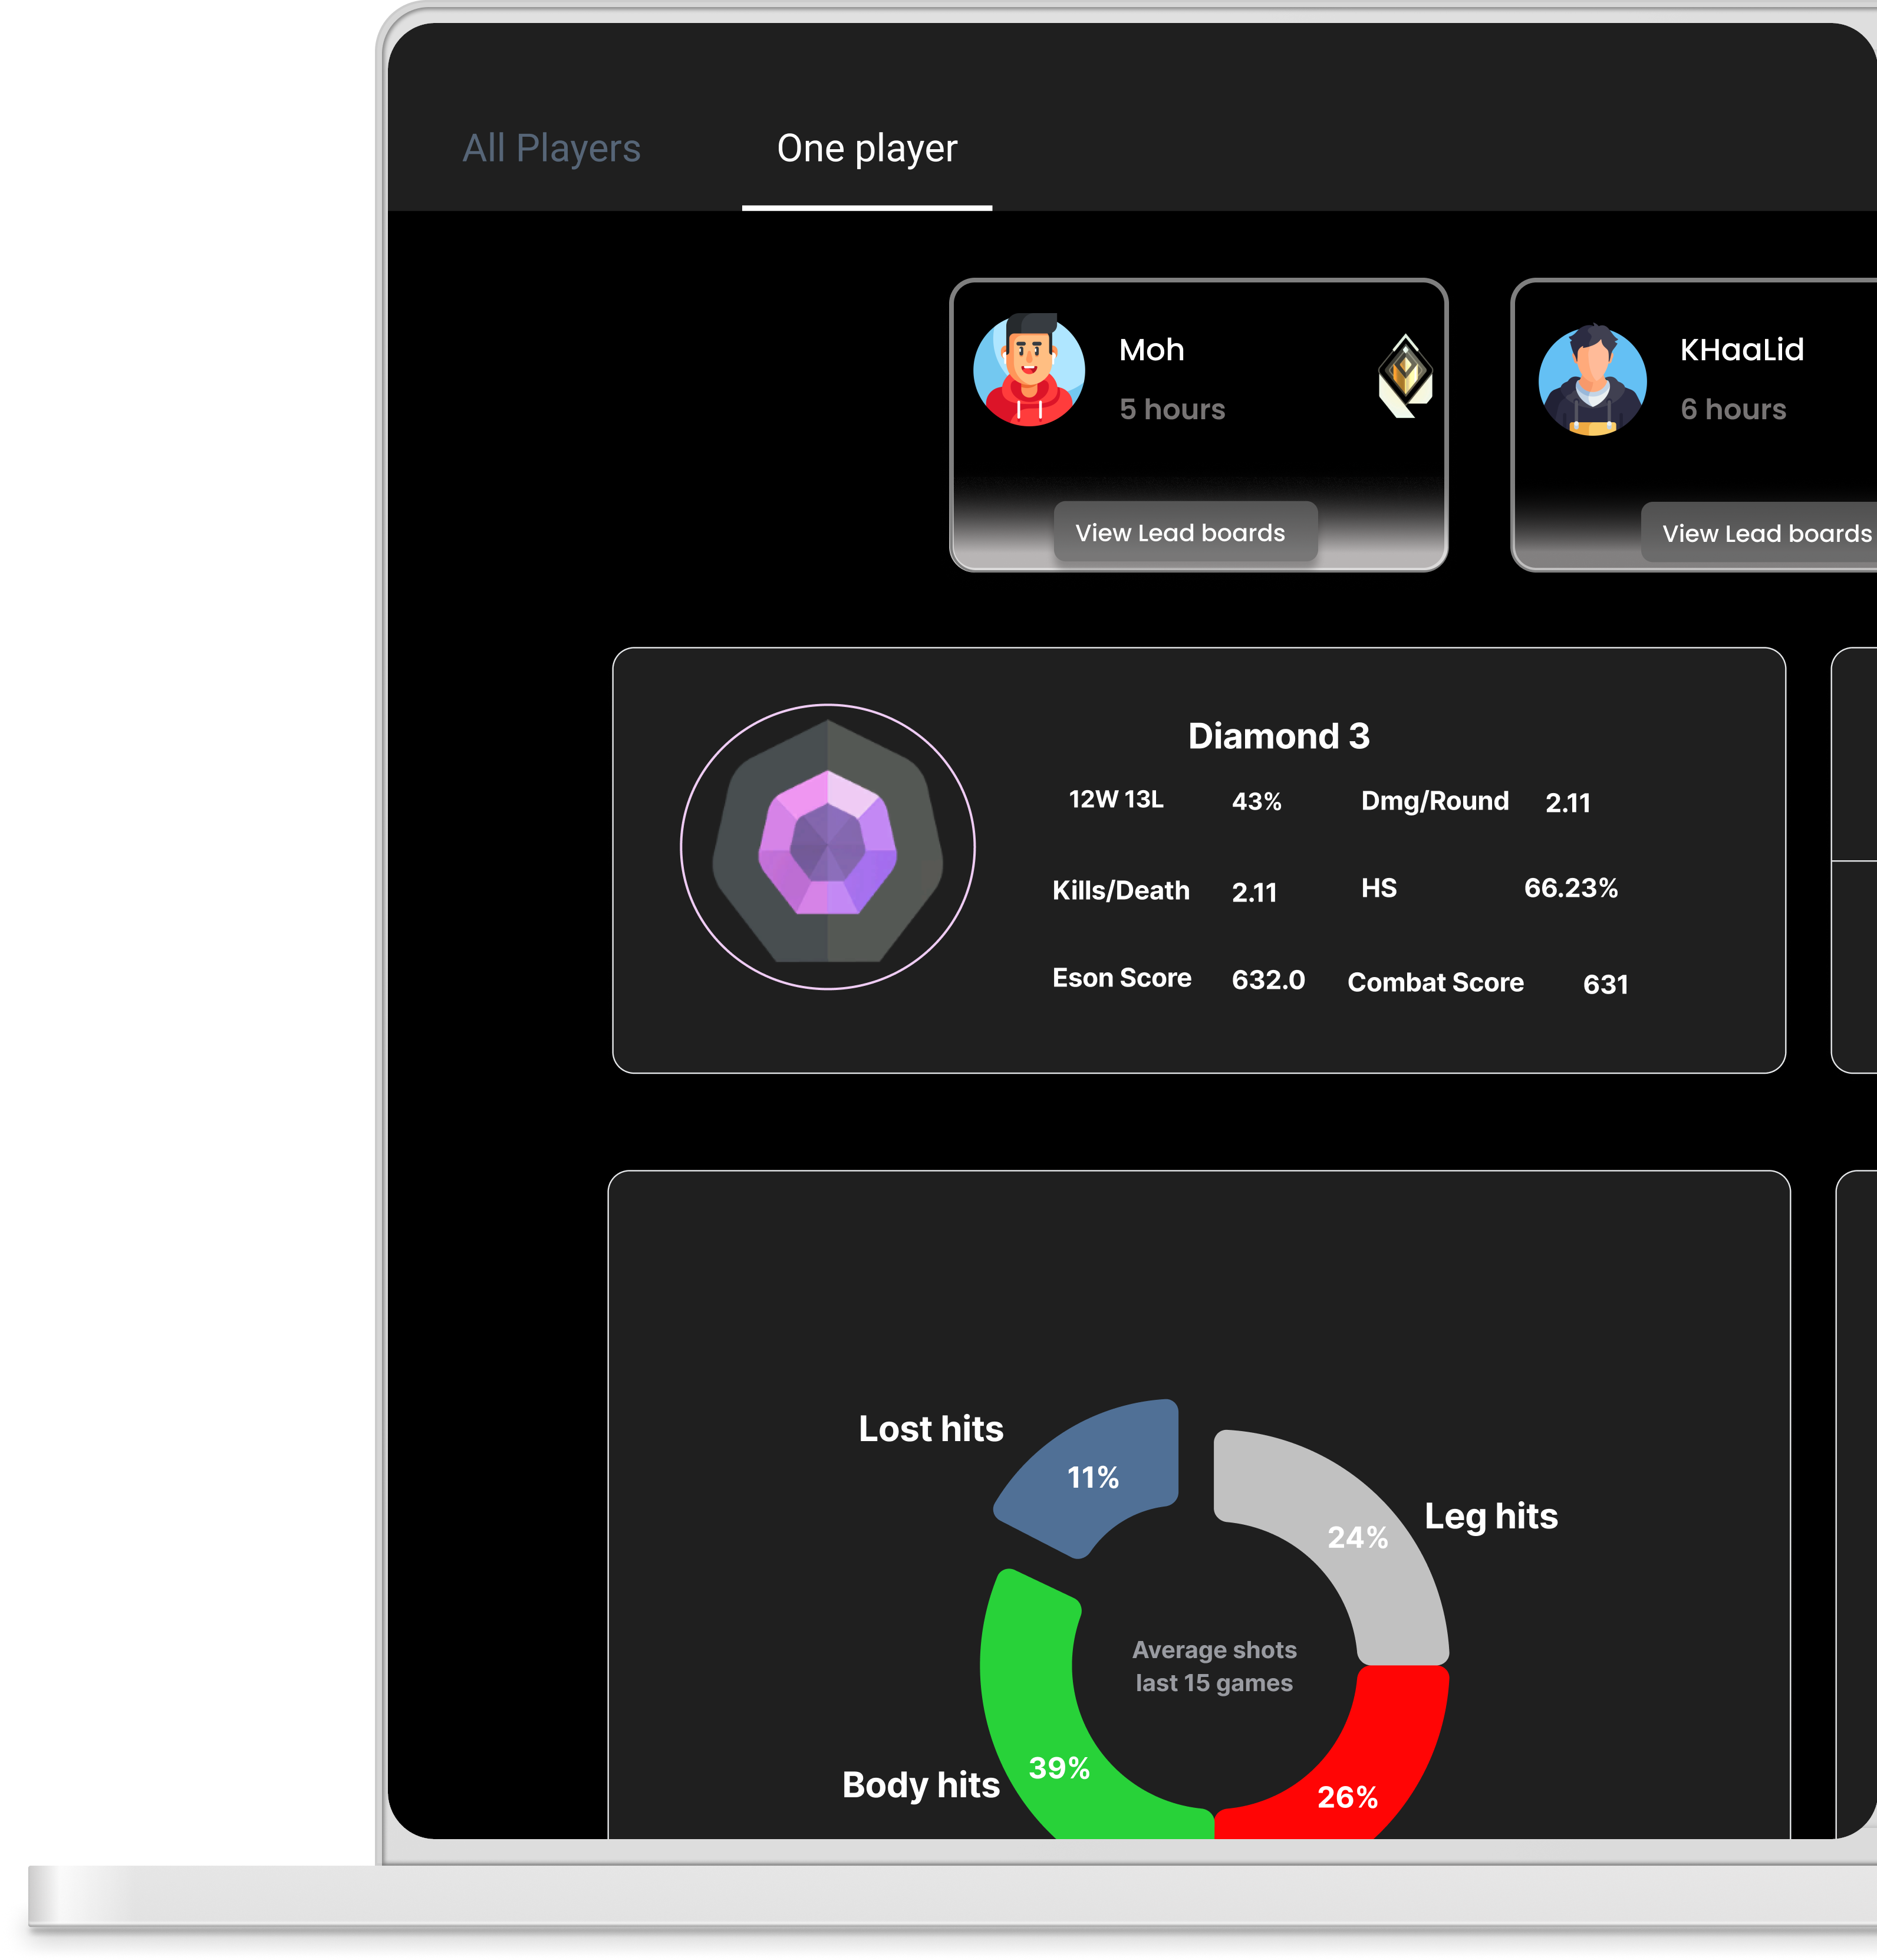 All Players
One player
Moh
5 hours
View Lead boards
KHaaLid
6 hours
View Lead boards
Diamond 3
12W 13L 43% Dmg/Round 2.11
Kills/Death 2.11 HS 66.23%
Eson Score 632.0 Combat Score 631
Lost hits
11%
Leg hits
24%
Average shots
last 15 games
Body hits
39%
26%